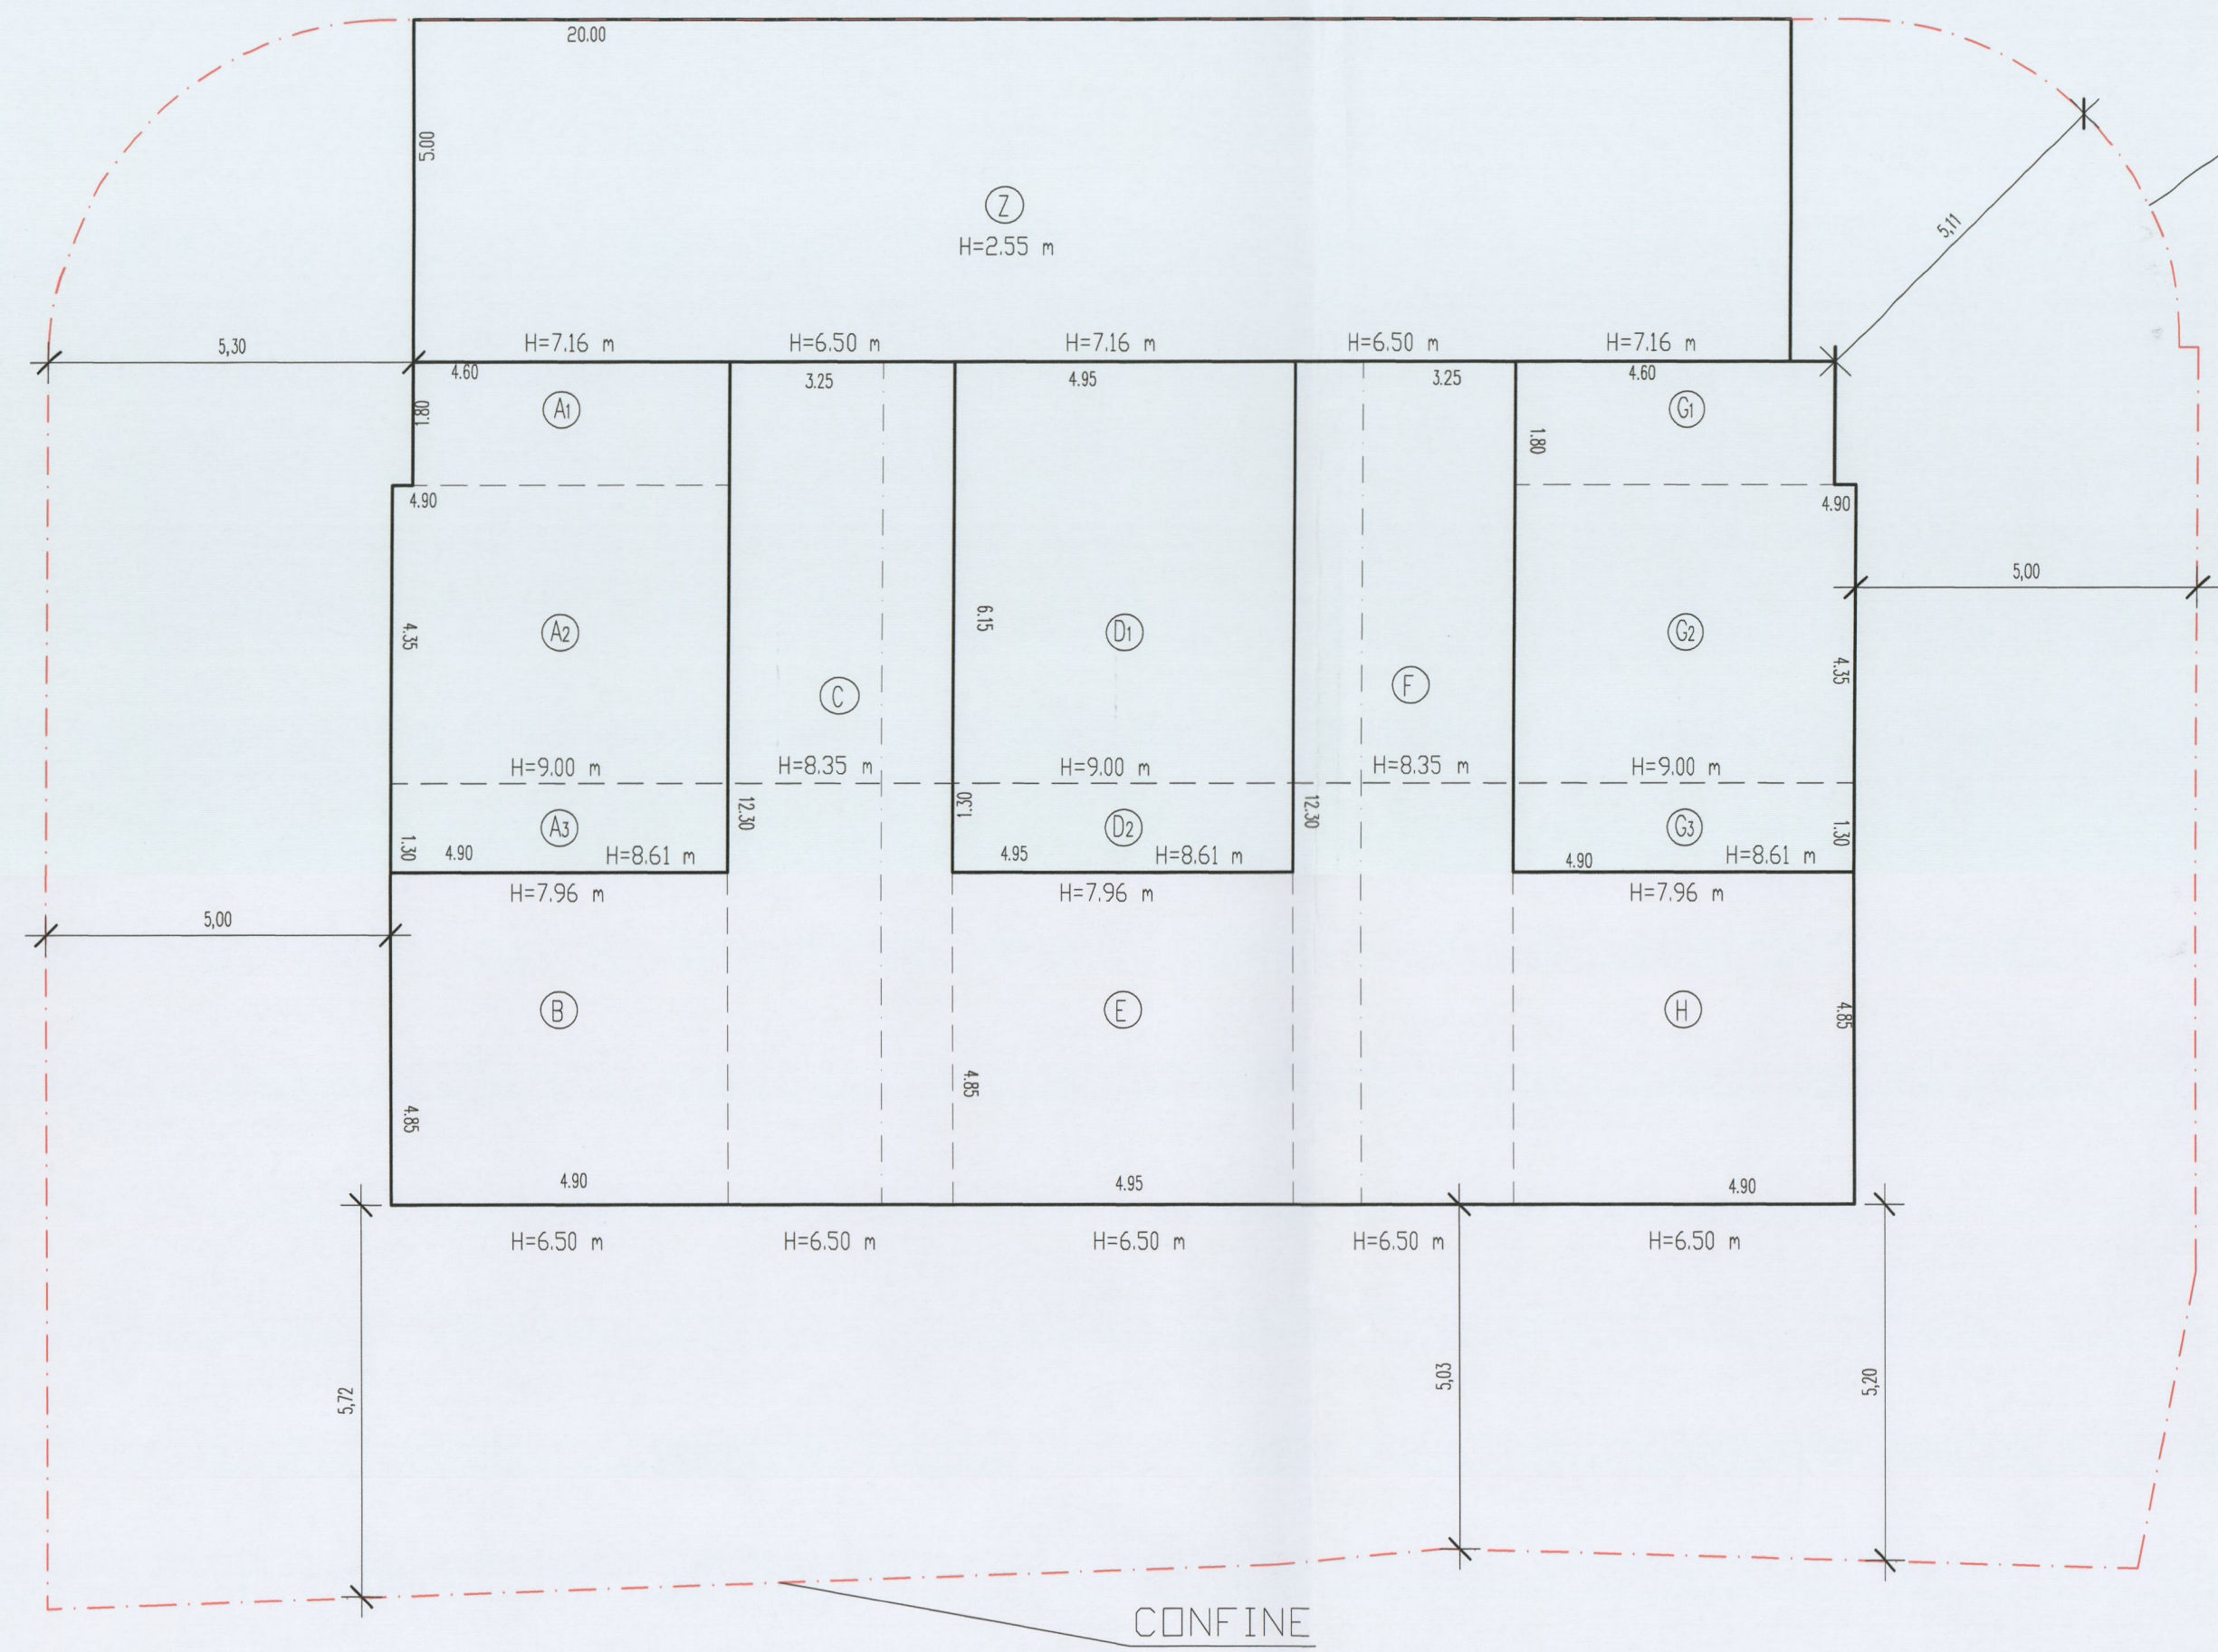 20.00
5.00
Z
H=2.55 m
5,11
5,30
H=7.16 m
H=6.50 m
H=7.16 m
H=6.50 m
H=7.16 m
4.60
3.25
4.95
3.25
4.60
1.80
A1
G1
1.80
4.90
4.90
5,00
4.35
A2
6.15
D1
G2
4.35
C
F
H=9.00 m
H=8.35 m
H=9.00 m
H=8.35 m
H=9.00 m
12.30
1.30
12.30
A3
D2
G3
1.30
1.30
4.90
H=8.61 m
4.95
H=8.61 m
4.90
H=8.61 m
H=7.96 m
H=7.96 m
H=7.96 m
5,00
B
E
H
4.85
4.85
4.85
4.90
4.95
4.90
H=6.50 m
H=6.50 m
H=6.50 m
H=6.50 m
H=6.50 m
5,72
5,03
5,20
CONFINE